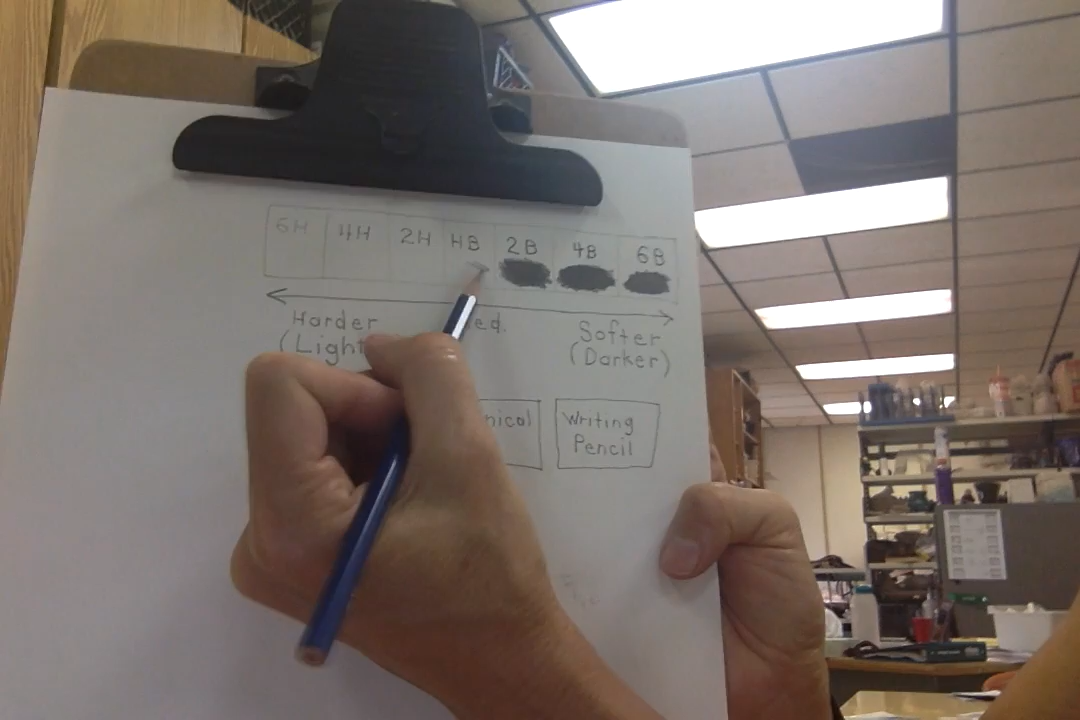 6H 4H 2H HB 2B 4B 6B
Harder
Softer
(Darker)
Writing
Pencil